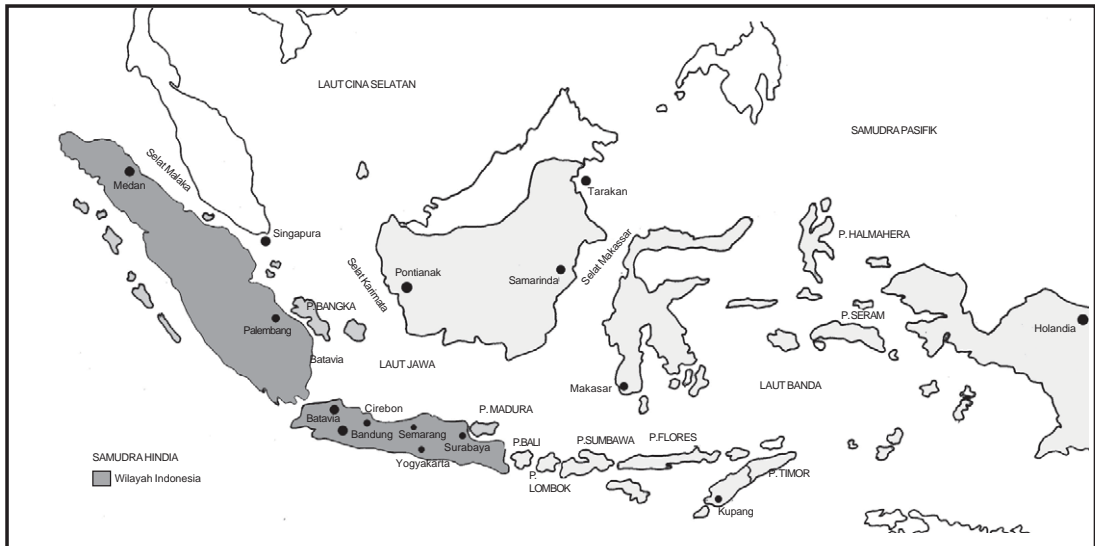 LAUT CINA SELATAN
SAMUDRA PASIFIK
Selat Malaka
Medan
Tarakan
Singapura
P. HALMAHERA
Selat Makassar
Pontianak
Samarinda
Selat Karimata
P. BANGKA
P. SERAM
Palembang
Holandia
Batavia
LAUT JAWA
Makasar
LAUT BANDA
Cirebon
P. MADURA
Batavia
Bandung
Semarang
Surabaya
P.BALI
P.SUMBAWA
P.FLORES
Yogyakarta
SAMUDRA HINDIA
P.
LOMBOK
P. TIMOR
Wilayah Indonesia
Kupang